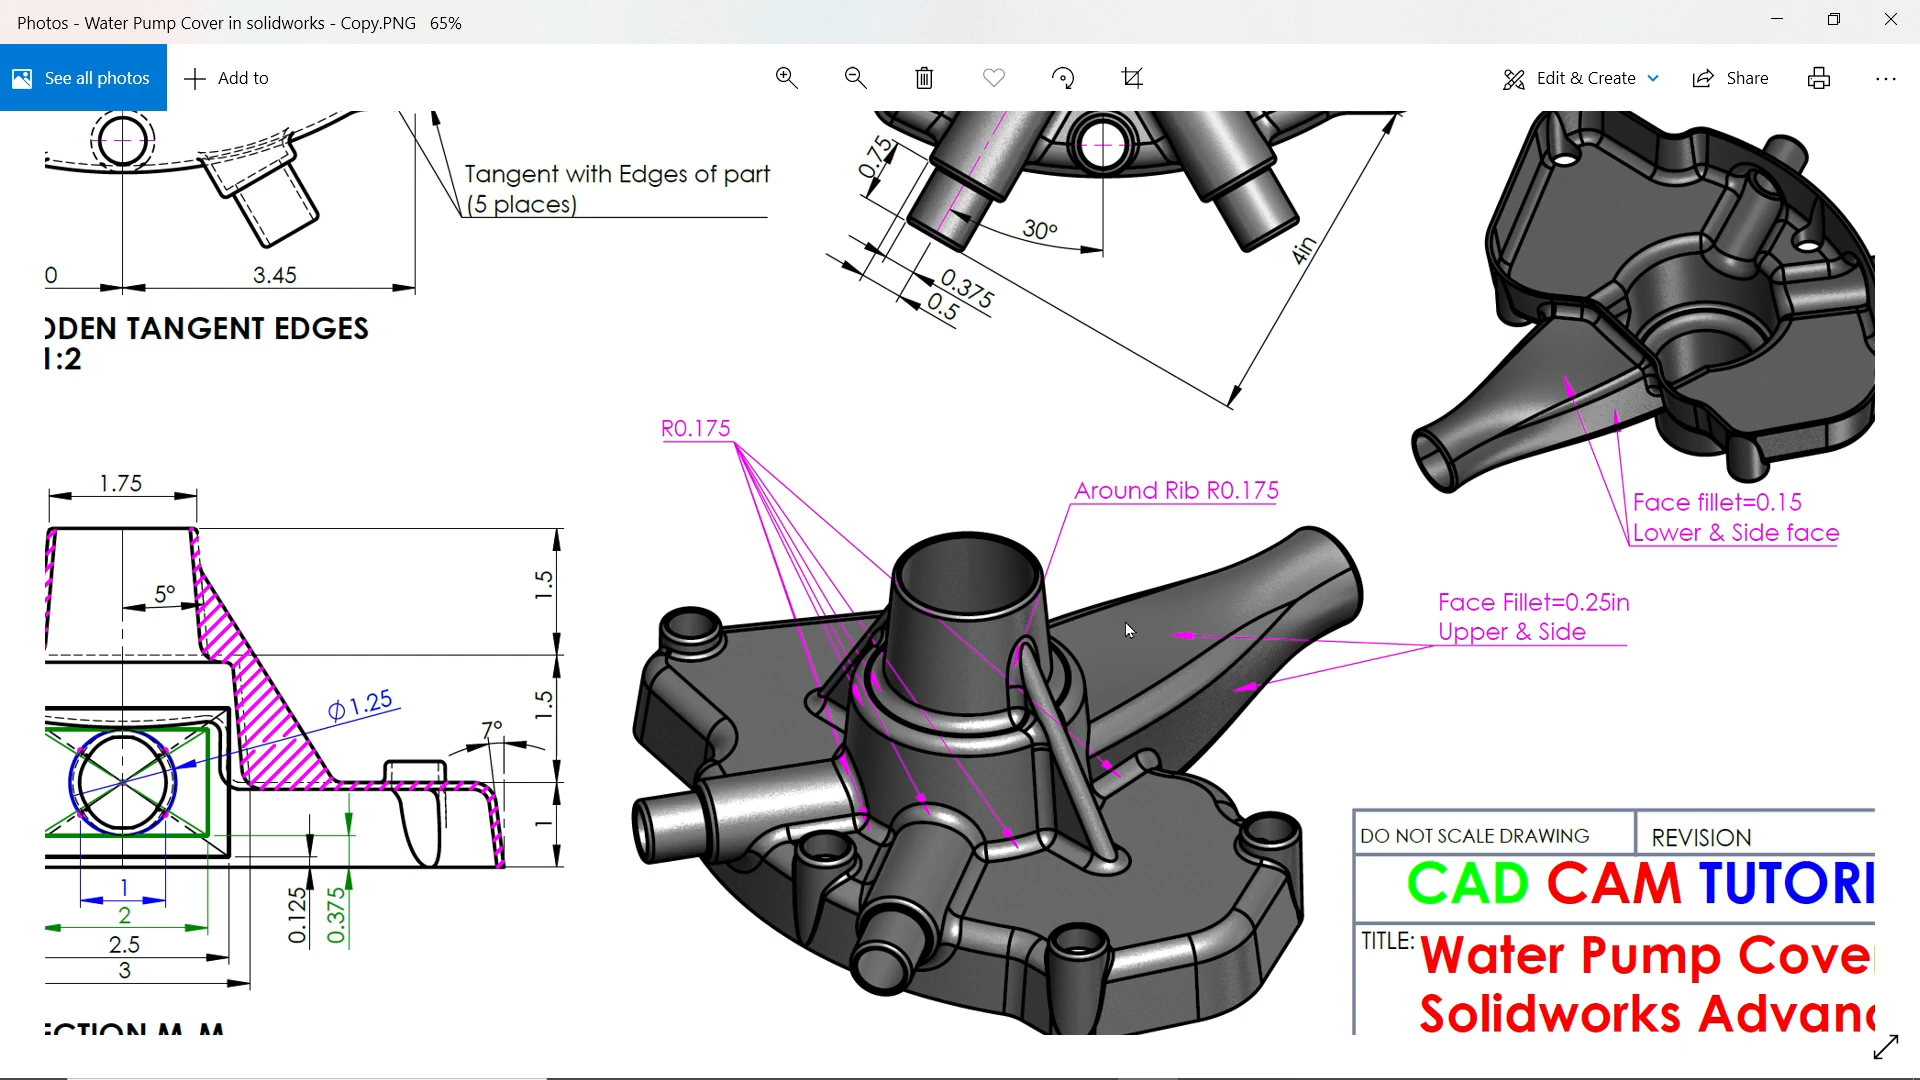 Photos - Water Pump Cover in solidworks - Copy.PNG   65%
See all photos
Add to
Edit & Create
Share
0.75
Tangent with Edges of part
(5 places)
30°
4in
0
3.45
0.375
0.5
DDEN TANGENT EDGES
1:2
R0.175
1.75
Around Rib R0.175
Face fillet=0.15
Lower & Side face
1.5
5°
Face Fillet=0.25in
Upper & Side
1.5
Ø1.25
7°
1
DO NOT SCALE DRAWING
REVISION
CAD CAM TUTORI
1
2
0.125
0.375
2.5
3
TITLE:
Water Pump Cove
Solidworks Advanc
ECTION M M